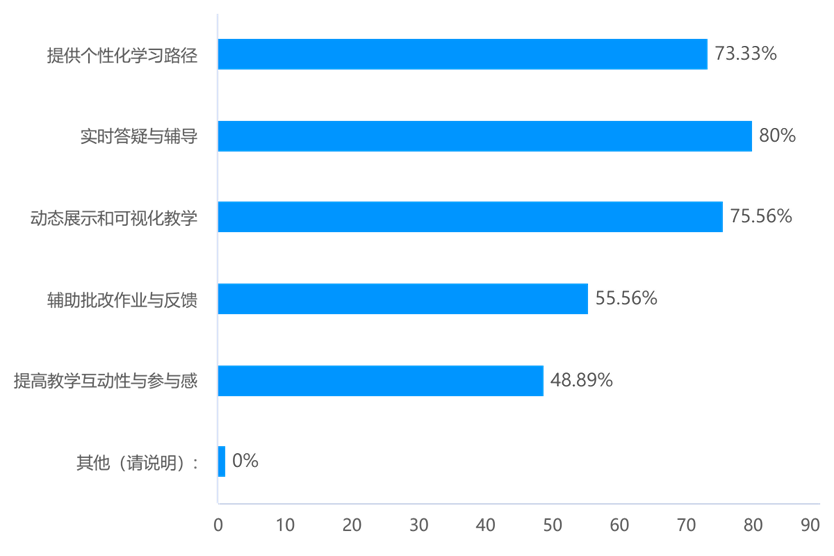 提供个性化学习路径 73.33%
实时答疑与辅导 80%
动态展示和可视化教学 75.56%
辅助批改作业与反馈 55.56%
提高教学互动性与参与感 48.89%
其他（请说明）: 0%
0 10 20 30 40 50 60 70 80 90